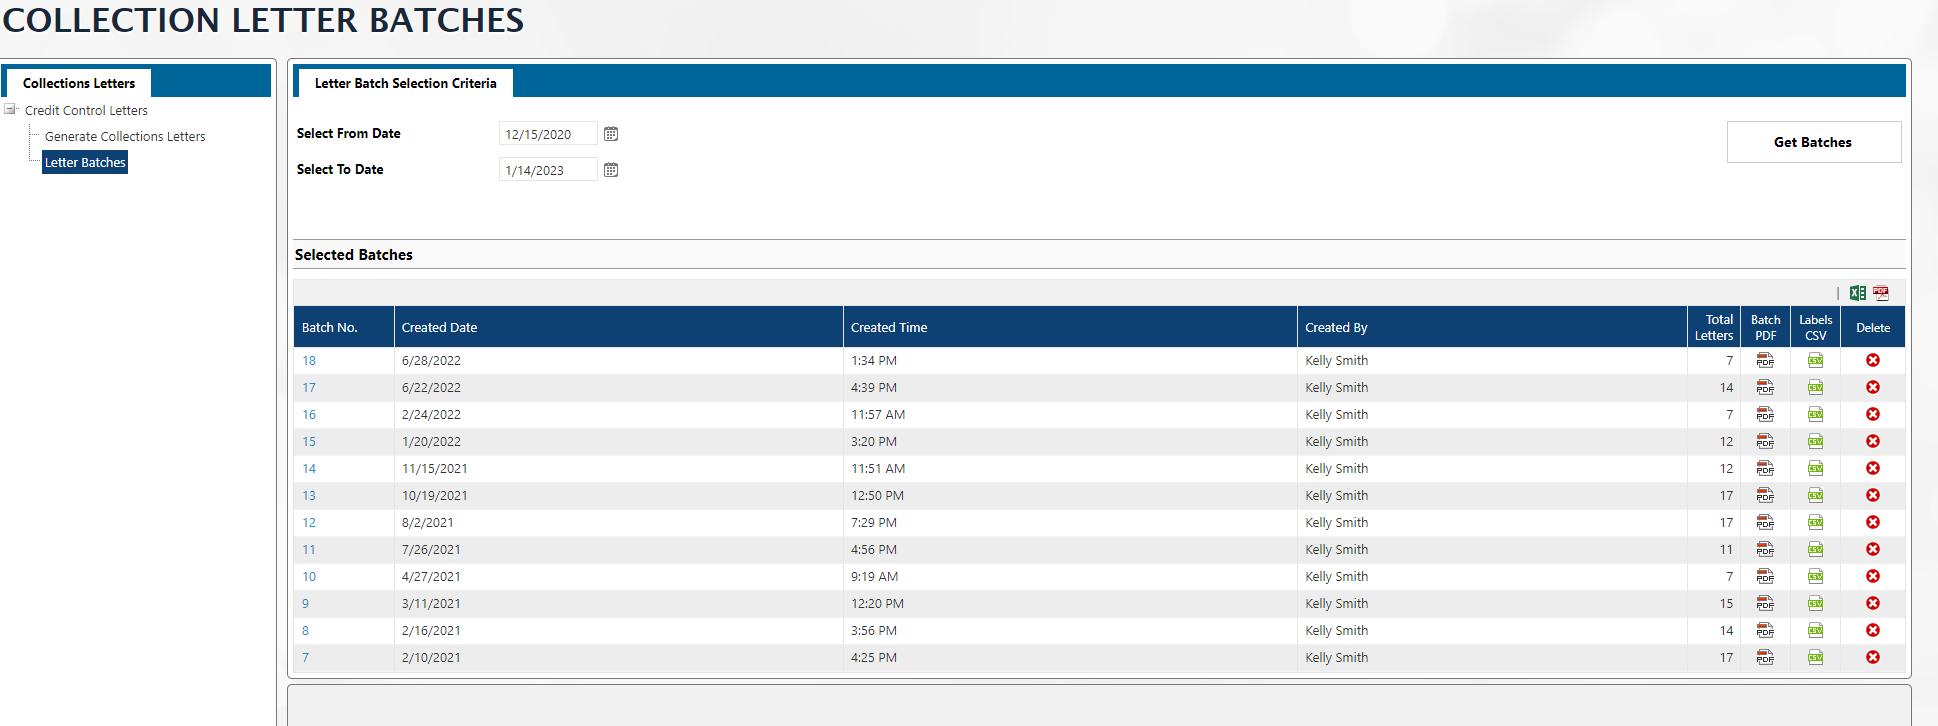 COLLECTION LETTER BATCHES
Collections Letters
Credit Control Letters
Generate Collections Letters
Letter Batches
Letter Batch Selection Criteria
Select From Date 12/15/2020
Get Batches
Select To Date 1/14/2023
Selected Batches
Batch No. Created Date Created Time Created By Total Letters Batch PDF Labels CSV Delete
18 6/28/2022 1:34 PM Kelly Smith 7 PDF CSV
17 6/22/2022 4:39 PM Kelly Smith 14 PDF CSV
16 2/24/2022 11:57 AM Kelly Smith 7 PDF CSV
15 1/20/2022 3:20 PM Kelly Smith 12 PDF CSV
14 11/15/2021 11:51 AM Kelly Smith 12 PDF CSV
13 10/19/2021 12:50 PM Kelly Smith 17 PDF CSV
12 8/2/2021 7:29 PM Kelly Smith 17 PDF CSV
11 7/26/2021 4:56 PM Kelly Smith 11 PDF CSV
10 4/27/2021 9:19 AM Kelly Smith 7 PDF CSV
9 3/11/2021 12:20 PM Kelly Smith 15 PDF CSV
8 2/16/2021 3:56 PM Kelly Smith 14 PDF CSV
7 2/10/2021 4:25 PM Kelly Smith 17 PDF CSV